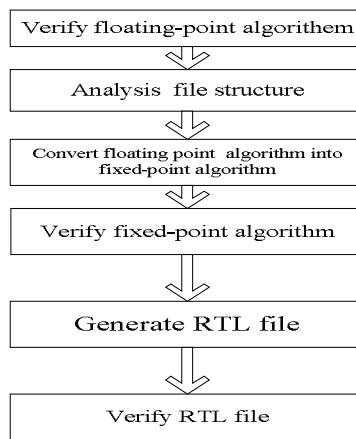 Verify floating-point algorithem
Analysis file structure
Convert floating point algorithm into
fixed-point algorithm
Verify fixed-point algorithm
Generate RTL file
Verify RTL file